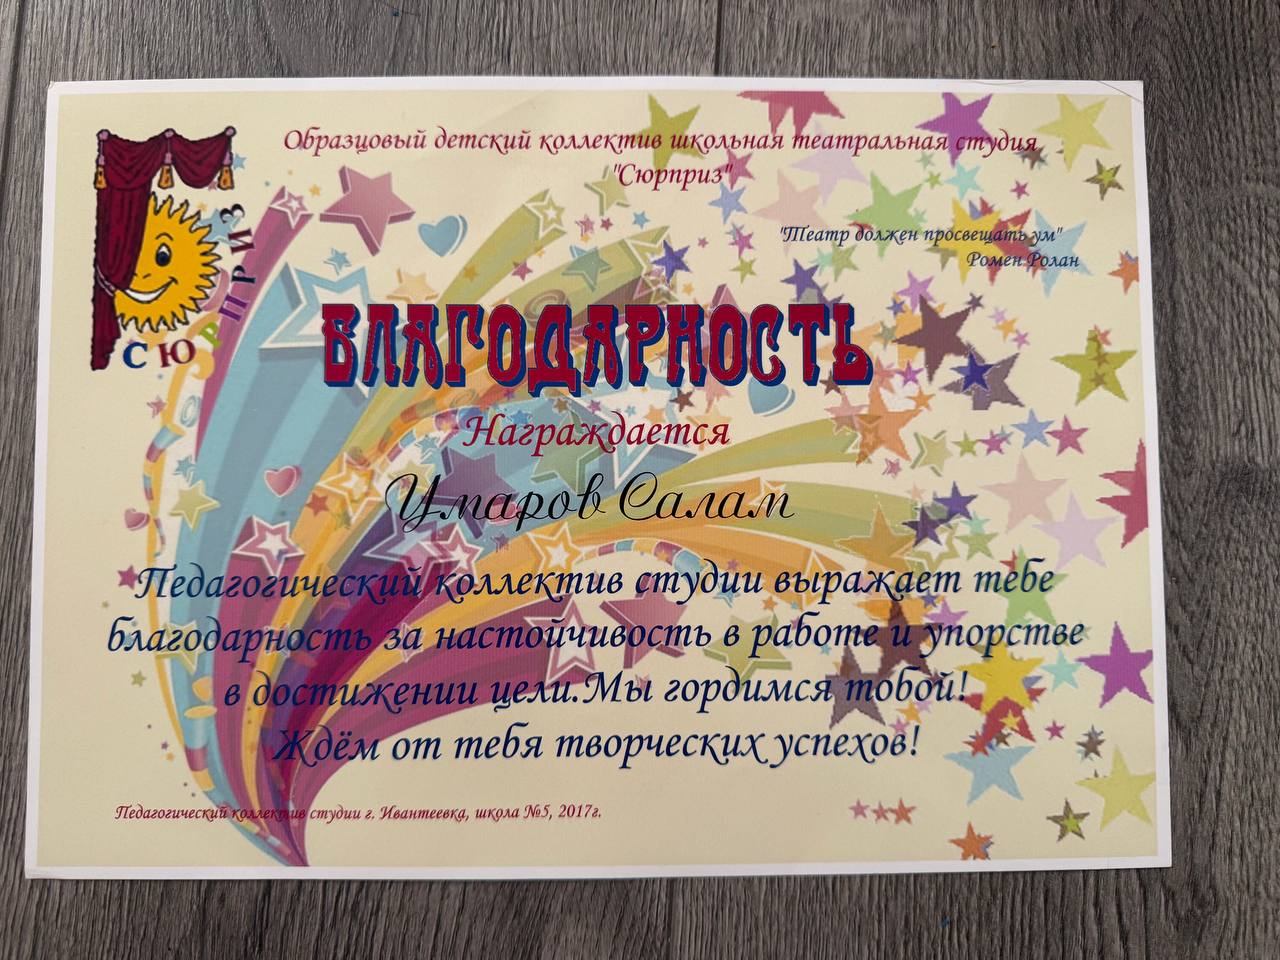 Образцовый детский коллектив школьная театральная студия
"Сюрприз"
СЮРПРИЗ
"Театр должен просвещать ум"
Ромен Ролан
БЛАГОДАРНОСТЬ
Награждается
Умаров Салам
Педагогический коллектив студии выражает тебе
благодарность за настойчивость в работе и упорстве
в достижении цели.Мы гордимся тобой!
Ждём от тебя творческих успехов!
Педагогический коллектив студии г. Ивантеевка, школа №5, 2017г.